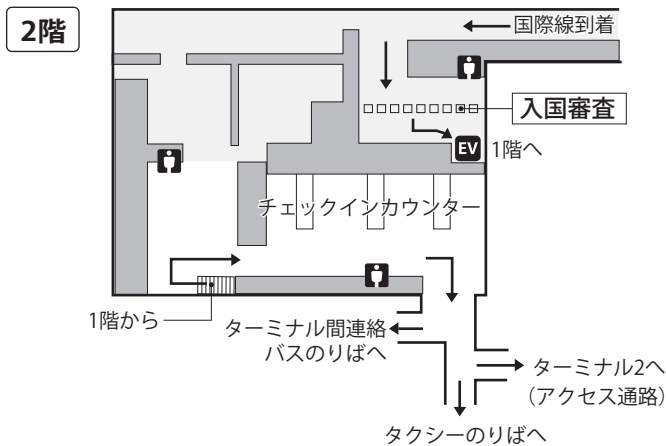 2階
国際線到着
入国審査
EV
1階へ
チェックインカウンター
1階から
ターミナル間連絡
バスのりばへ
ターミナル2へ
（アクセス通路）
タクシーのりばへ